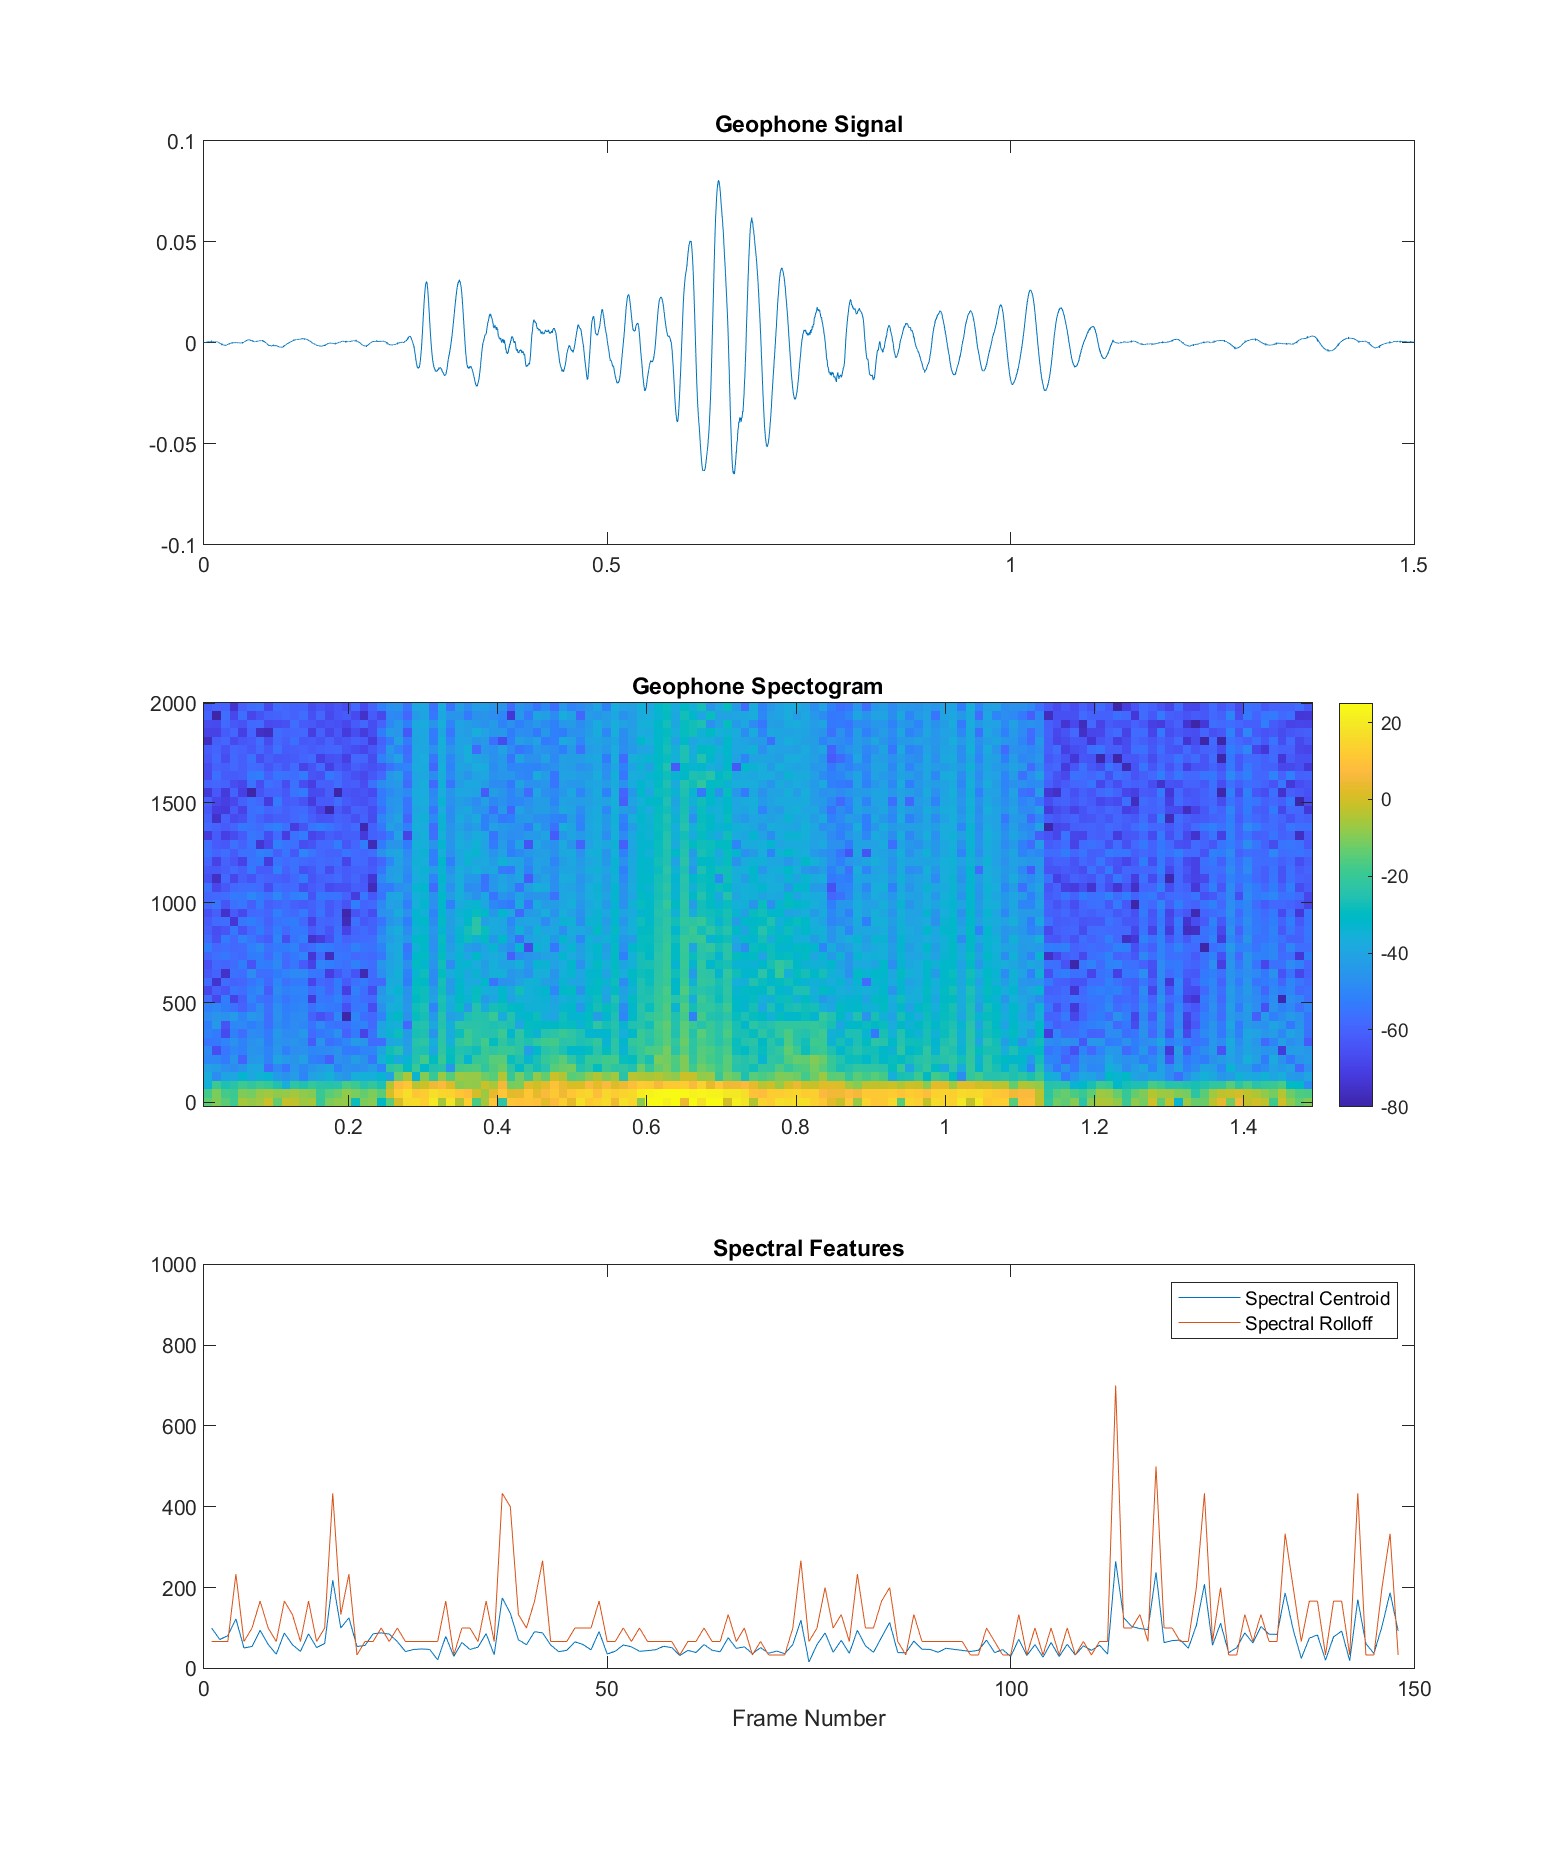 Geophone Signal
0.1
0.05
0
-0.05
-0.1
0 0.5 1 1.5
Geophone Spectogram
2000
1500
1000
500
0
0.2 0.4 0.6 0.8 1 1.2 1.4
20
0
-20
-40
-60
-80
Spectral Features
1000
800
600
400
200
0
0 50 100 150
Spectral Centroid
Spectral Rolloff
Frame Number